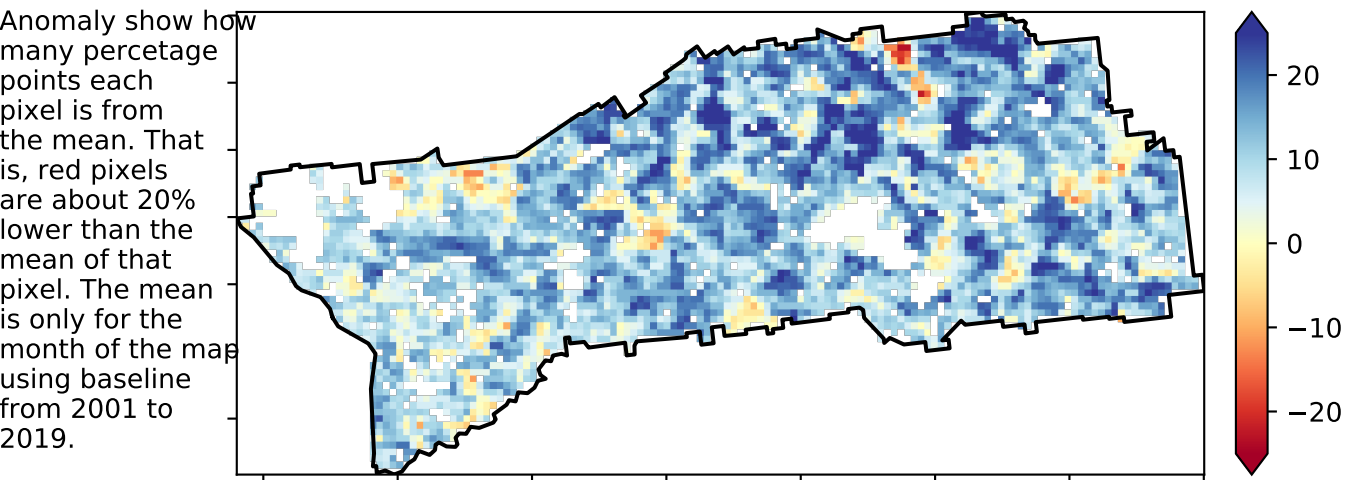 Anomaly show how
many percetage
points each
pixel is from
the mean. That
is, red pixels
are about 20%
lower than the
mean of that
pixel. The mean
is only for the
month of the map
using baseline
from 2001 to
2019.
20
10
0
−10
−20